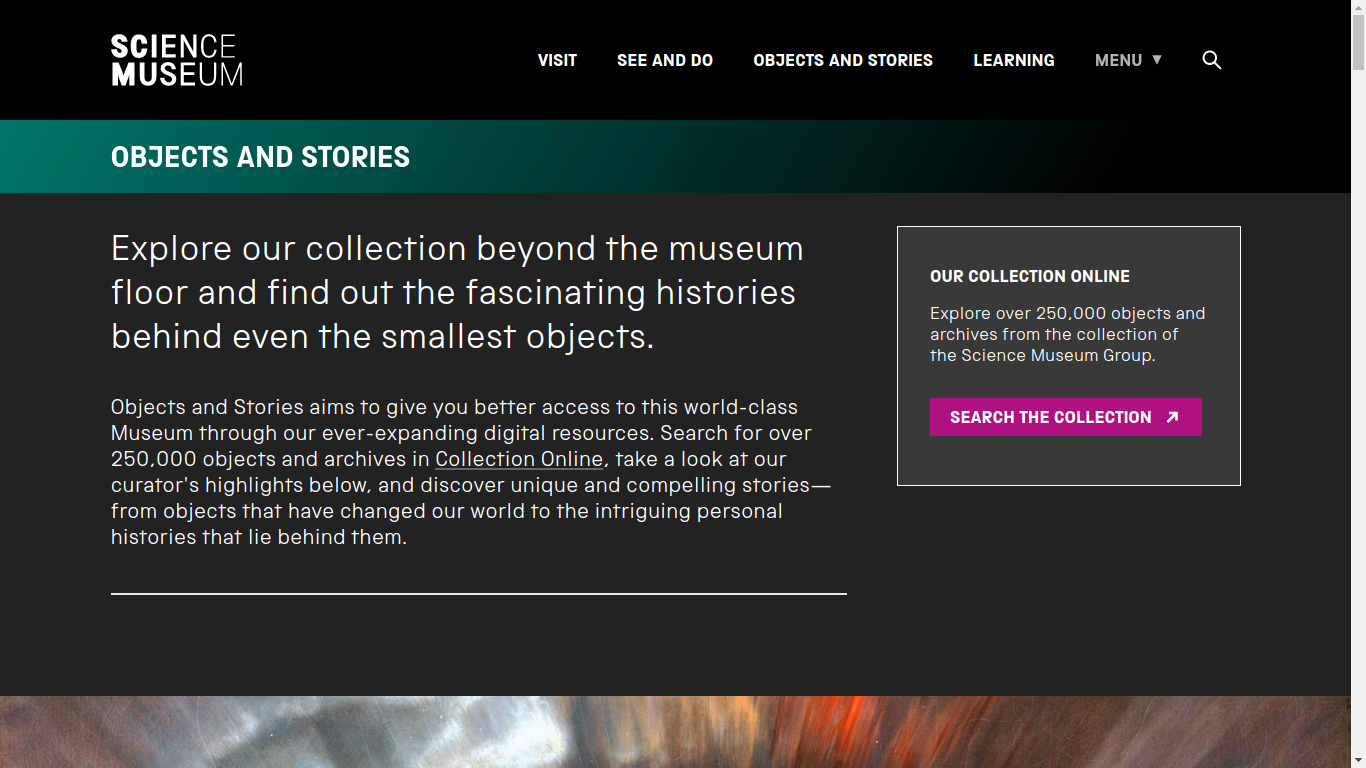 SCIENCE
MUSEUM
VISIT
SEE AND DO
OBJECTS AND STORIES
LEARNING
MENU ▼
OBJECTS AND STORIES
Explore our collection beyond the museum
floor and find out the fascinating histories
behind even the smallest objects.
Objects and Stories aims to give you better access to this world-class
Museum through our ever-expanding digital resources. Search for over
250,000 objects and archives in Collection Online, take a look at our
curator's highlights below, and discover unique and compelling stories—
from objects that have changed our world to the intriguing personal
histories that lie behind them.
OUR COLLECTION ONLINE
Explore over 250,000 objects and
archives from the collection of
the Science Museum Group.
SEARCH THE COLLECTION